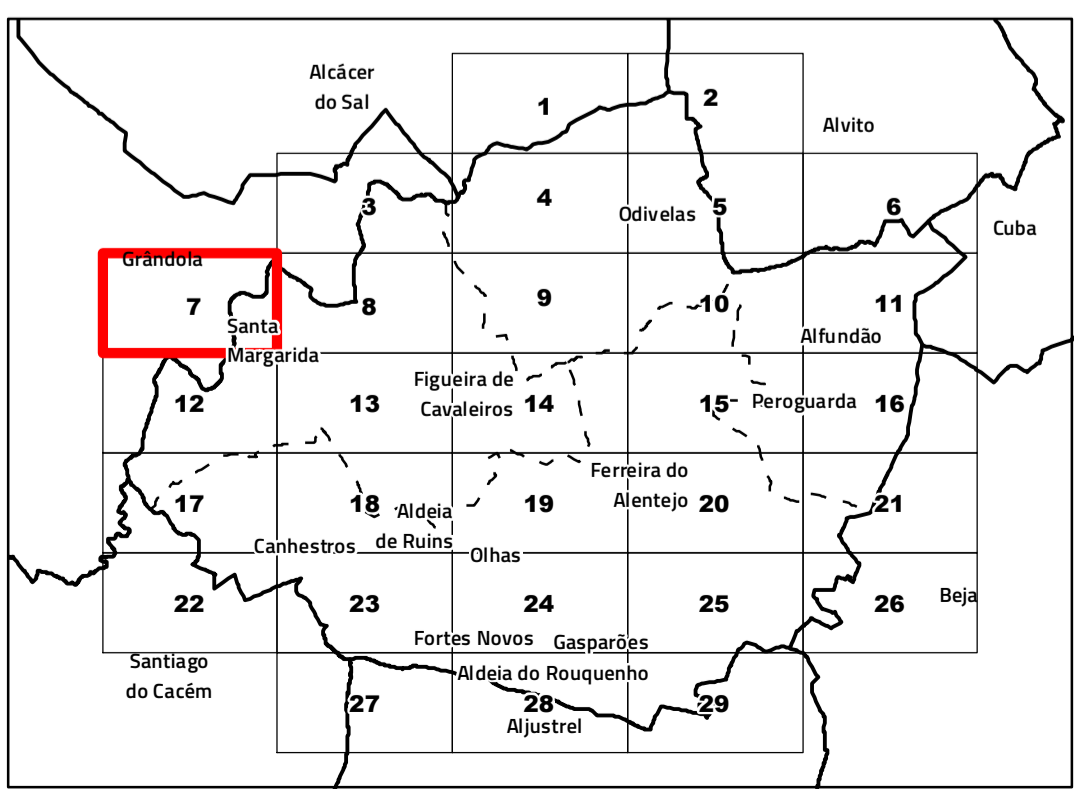 Alcácer
do Sal
1
2
Alvito
3
4
Odivelas
5
6
Cuba
Grândola
7
8
9
10
11
Santa
Margarida
Alfundão
Figueira de
Cavaleiros
12
13
14
15
Peroguarda
16
Ferreira do
Alentejo
17
18
Aldeia
de Ruins
19
20
21
Canhestros
Olhas
22
23
24
25
26
Beja
Fortes Novos
Gasparões
Santiago
do Cacém
Aldeia do Rouquenho
27
28
29
Aljustrel